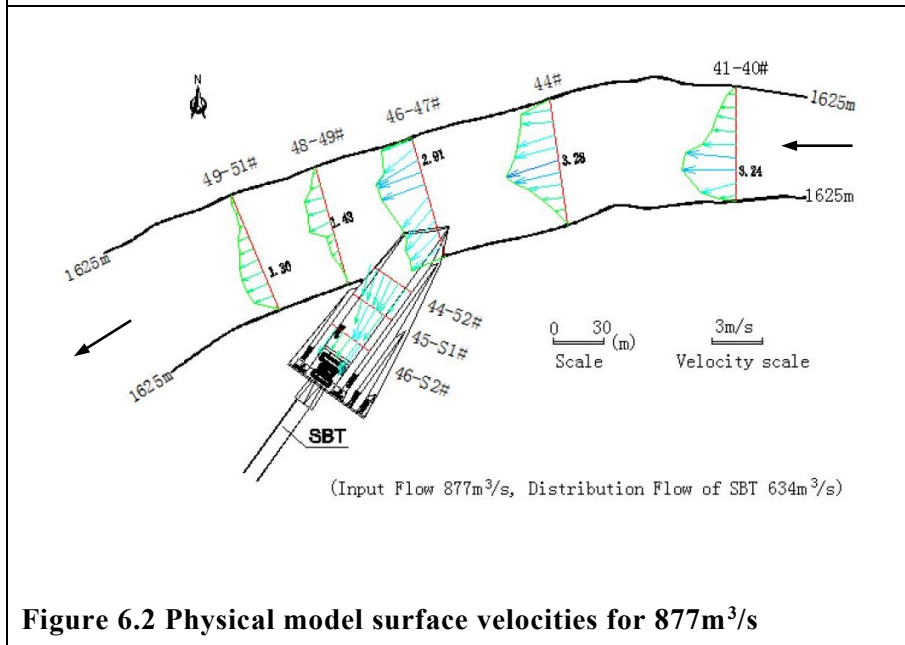 N
49-51#
48-49#
46-47#
44#
41-40#
1625m
1625m
1625m
1625m
1.30
1.43
2.91
3.28
3.24
44-52#
45-S1#
46-S2#
SBT
0 30 (m)
Scale
3m/s
Velocity scale
(Input Flow 877m³/s, Distribution Flow of SBT 634m³/s)
Figure 6.2 Physical model surface velocities for 877m³/s